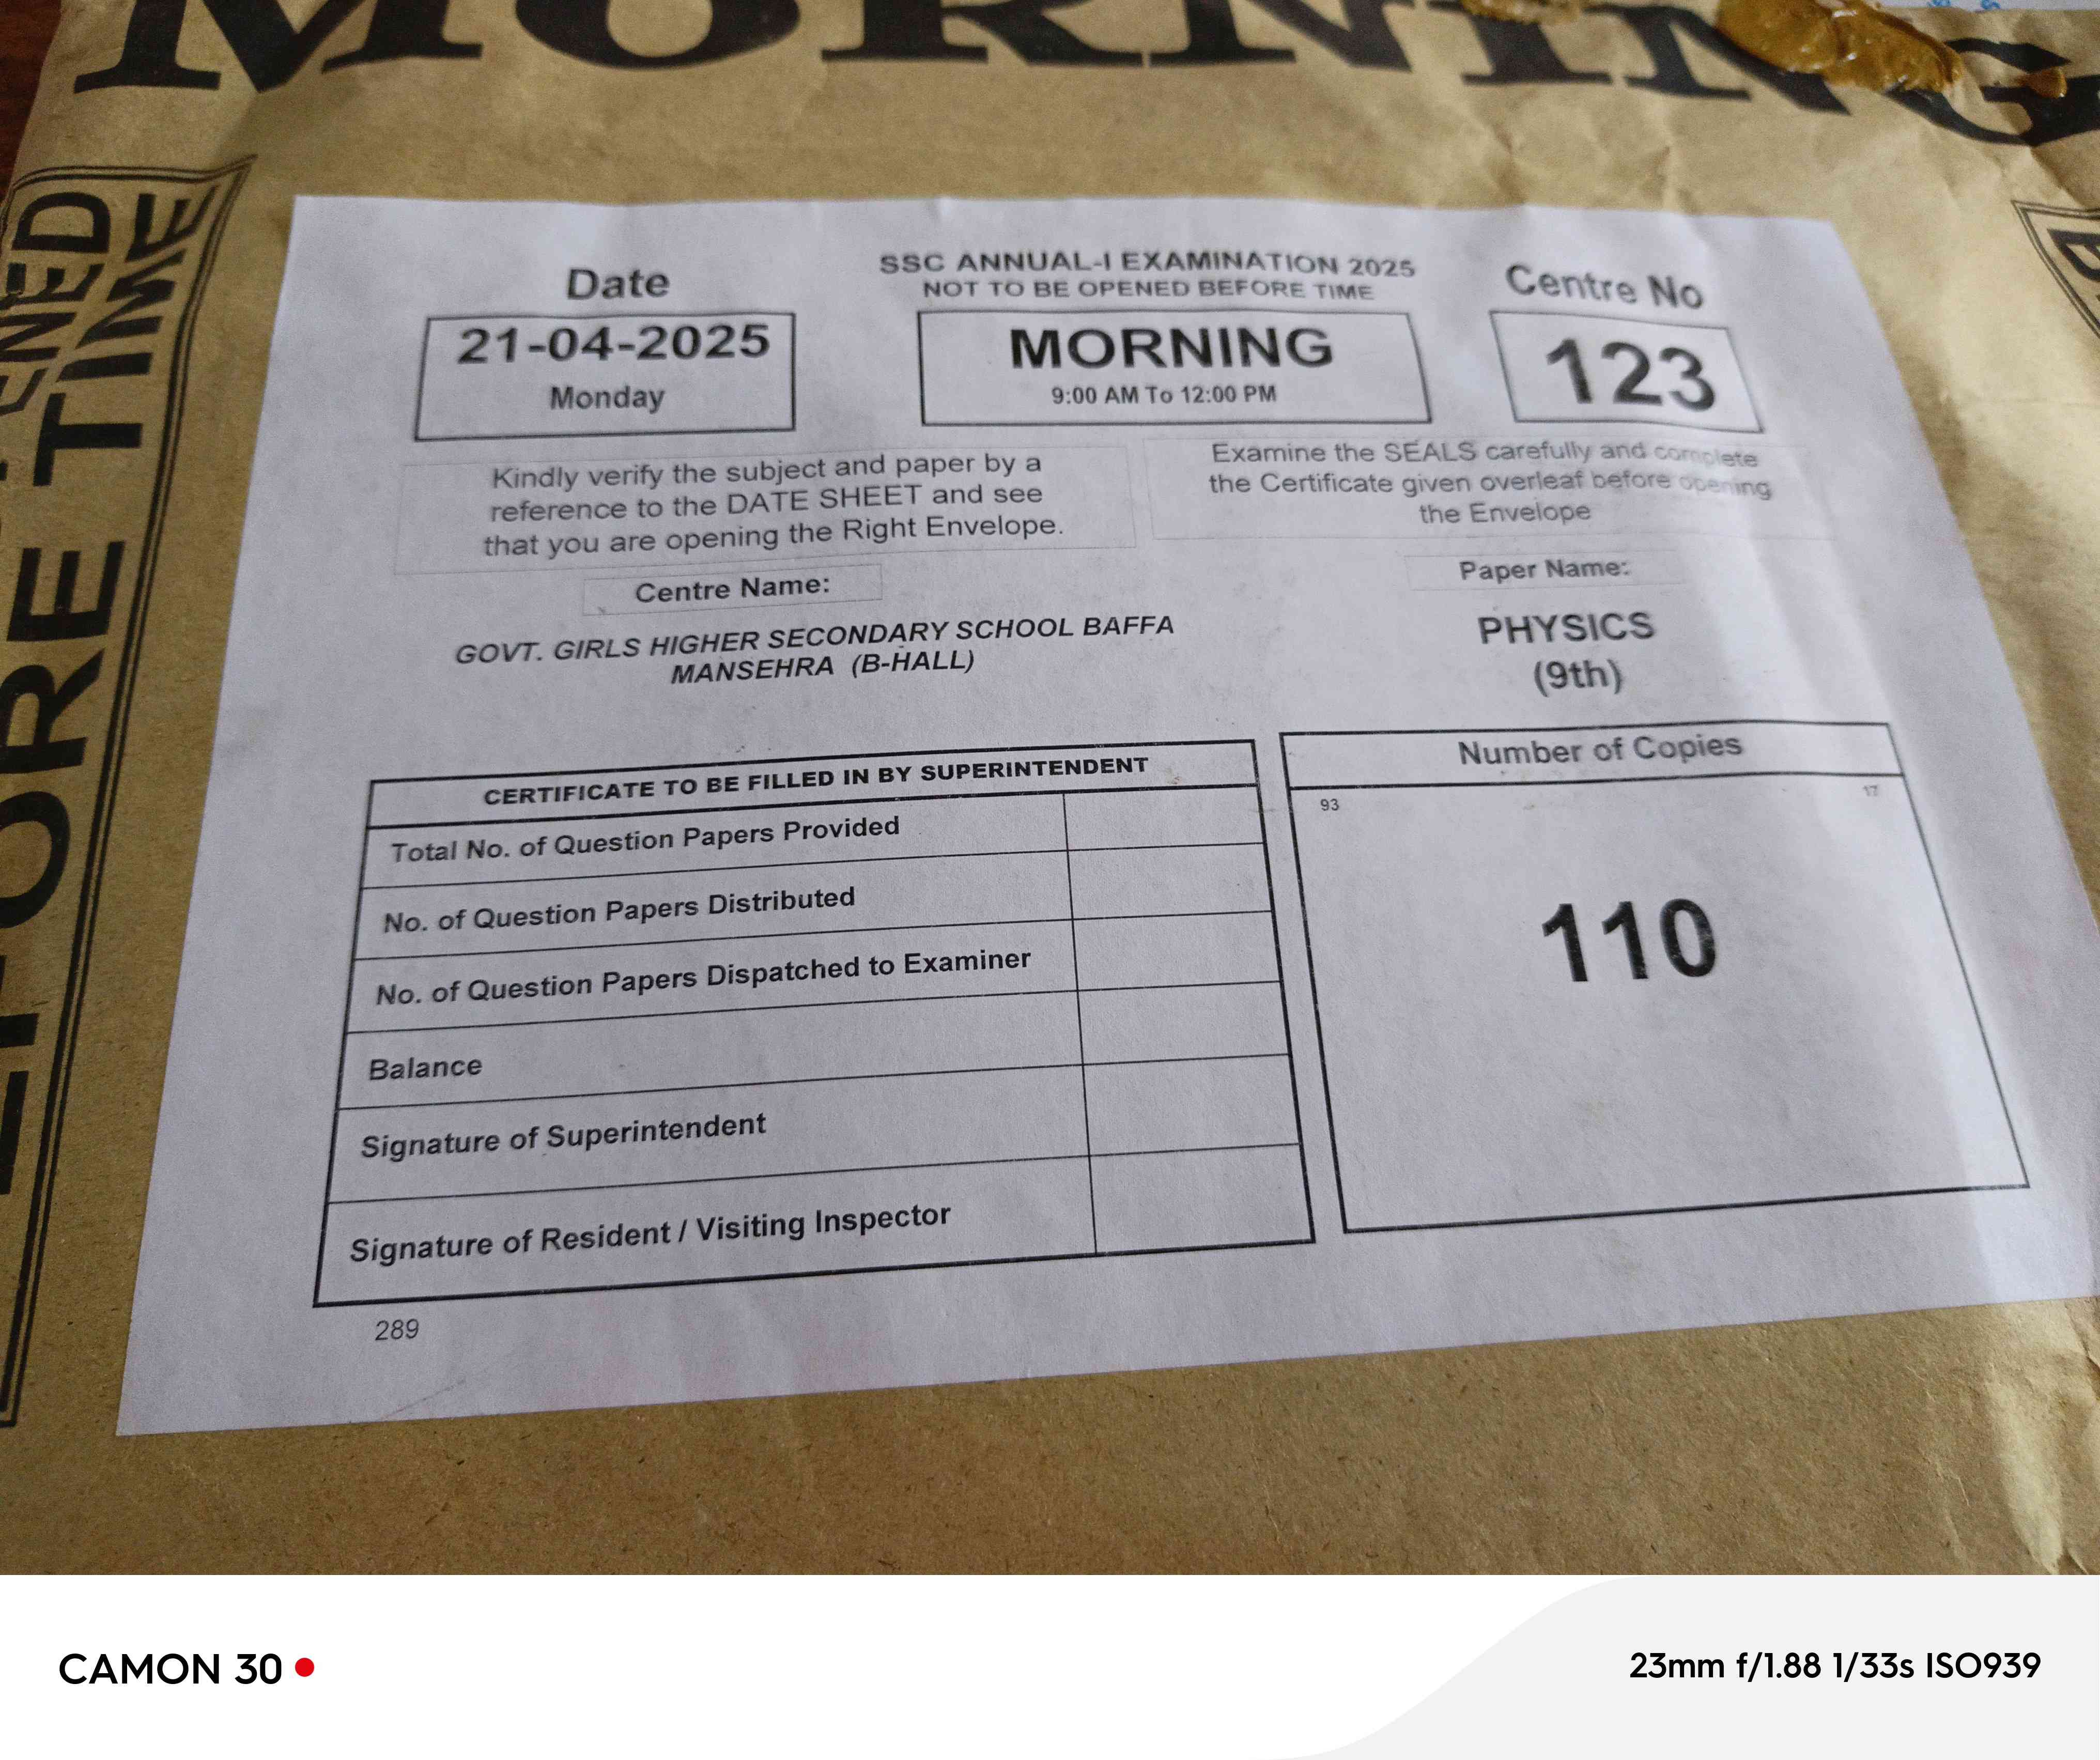 MORNING
BEFORE TIME
SSC ANNUAL-I EXAMINATION 2025
NOT TO BE OPENED BEFORE TIME
Date
21-04-2025
Monday
MORNING
9:00 AM To 12:00 PM
Centre No
123
Kindly verify the subject and paper by a
reference to the DATE SHEET and see
that you are opening the Right Envelope.
Examine the SEALS carefully and complete
the Certificate given overleaf before opening
the Envelope
Centre Name:
GOVT. GIRLS HIGHER SECONDARY SCHOOL BAFFA
MANSEHRA (B-HALL)
Paper Name:
PHYSICS
(9th)
CERTIFICATE TO BE FILLED IN BY SUPERINTENDENT
Total No. of Question Papers Provided
No. of Question Papers Distributed
No. of Question Papers Dispatched to Examiner
Balance
Signature of Superintendent
Signature of Resident / Visiting Inspector
Number of Copies
93
17
110
289
CAMON 30
23mm f/1.88 1/33s ISO939